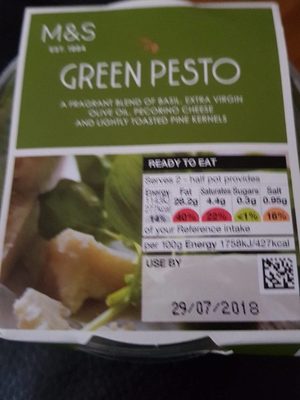 M&S
EST. 1884
GREEN PESTO
A FRAGRANT BLEND OF BASIL, EXTRA VIRGIN
OLIVE OIL, PECORINO CHEESE
AND LIGHTLY TOASTED PINE KERNELS
READY TO EAT
Serves 2 - half pot provides
Energy Fat Saturates Sugars Salt
28.2g 4.4g 0.3g 0.95g
14% 40% 22% <1% 16%
of your Reference Intake
per 100g Energy 1758kJ/427kcal
USE BY
29/07/2018